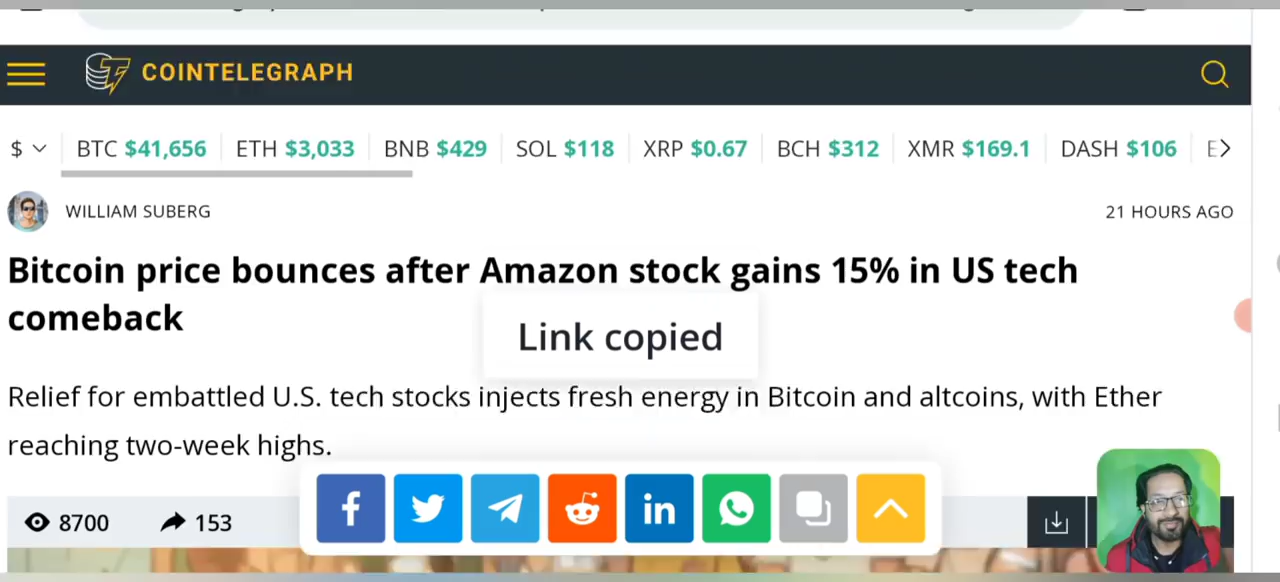 COINTELEGRAPH
$ BTC $41,656 ETH $3,033 BNB $429 SOL $118 XRP $0.67 BCH $312 XMR $169.1 DASH $106
WILLIAM SUBERG 21 HOURS AGO
Bitcoin price bounces after Amazon stock gains 15% in US tech
comeback
Link copied
Relief for embattled U.S. tech stocks injects fresh energy in Bitcoin and altcoins, with Ether
reaching two-week highs.
8700 153